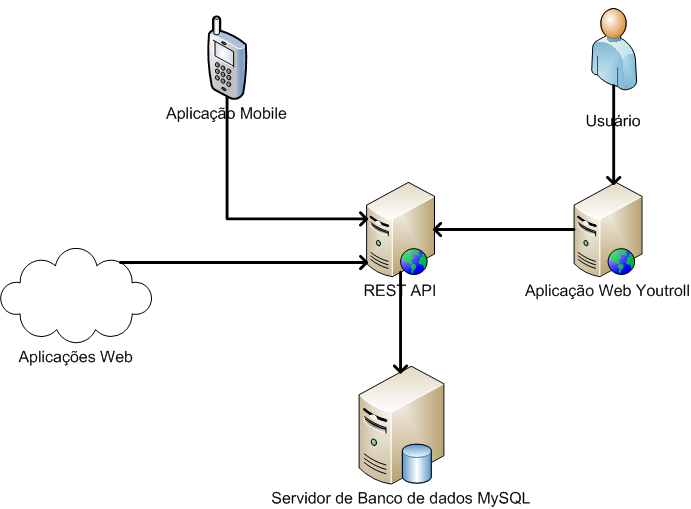 Aplicação Mobile
Usuário
REST API
Aplicação Web Youtroll
Aplicações Web
Servidor de Banco de dados MySQL